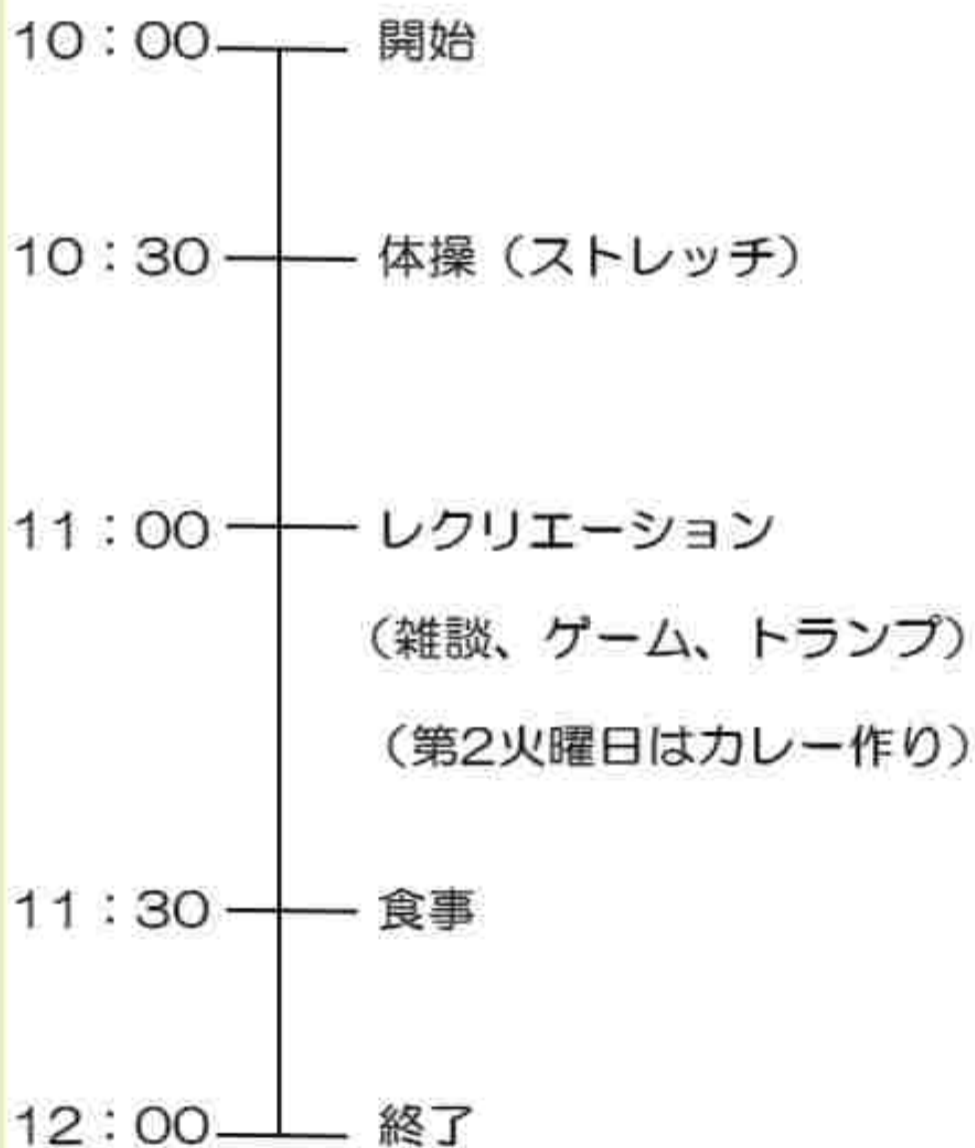 10：00 開始
10：30 体操（ストレッチ）
11：00 レクリエーション
（雑談、ゲーム、トランプ）
（第2火曜日はカレー作り）
11：30 食事
12：00 終了